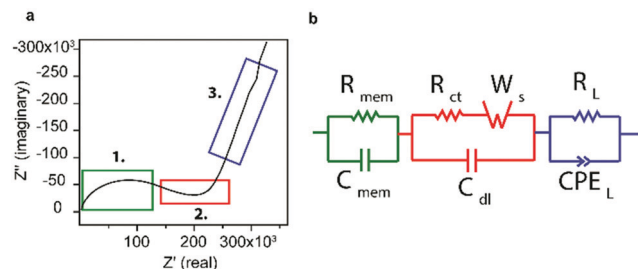 a
b
-300x10³
-250
-200
-150
-100
-50
0
Z'' (imaginary)
1.
2.
3.
100
200
300x10³
Z' (real)
R mem
C mem
R ct
W s
C dl
R L
CPE L